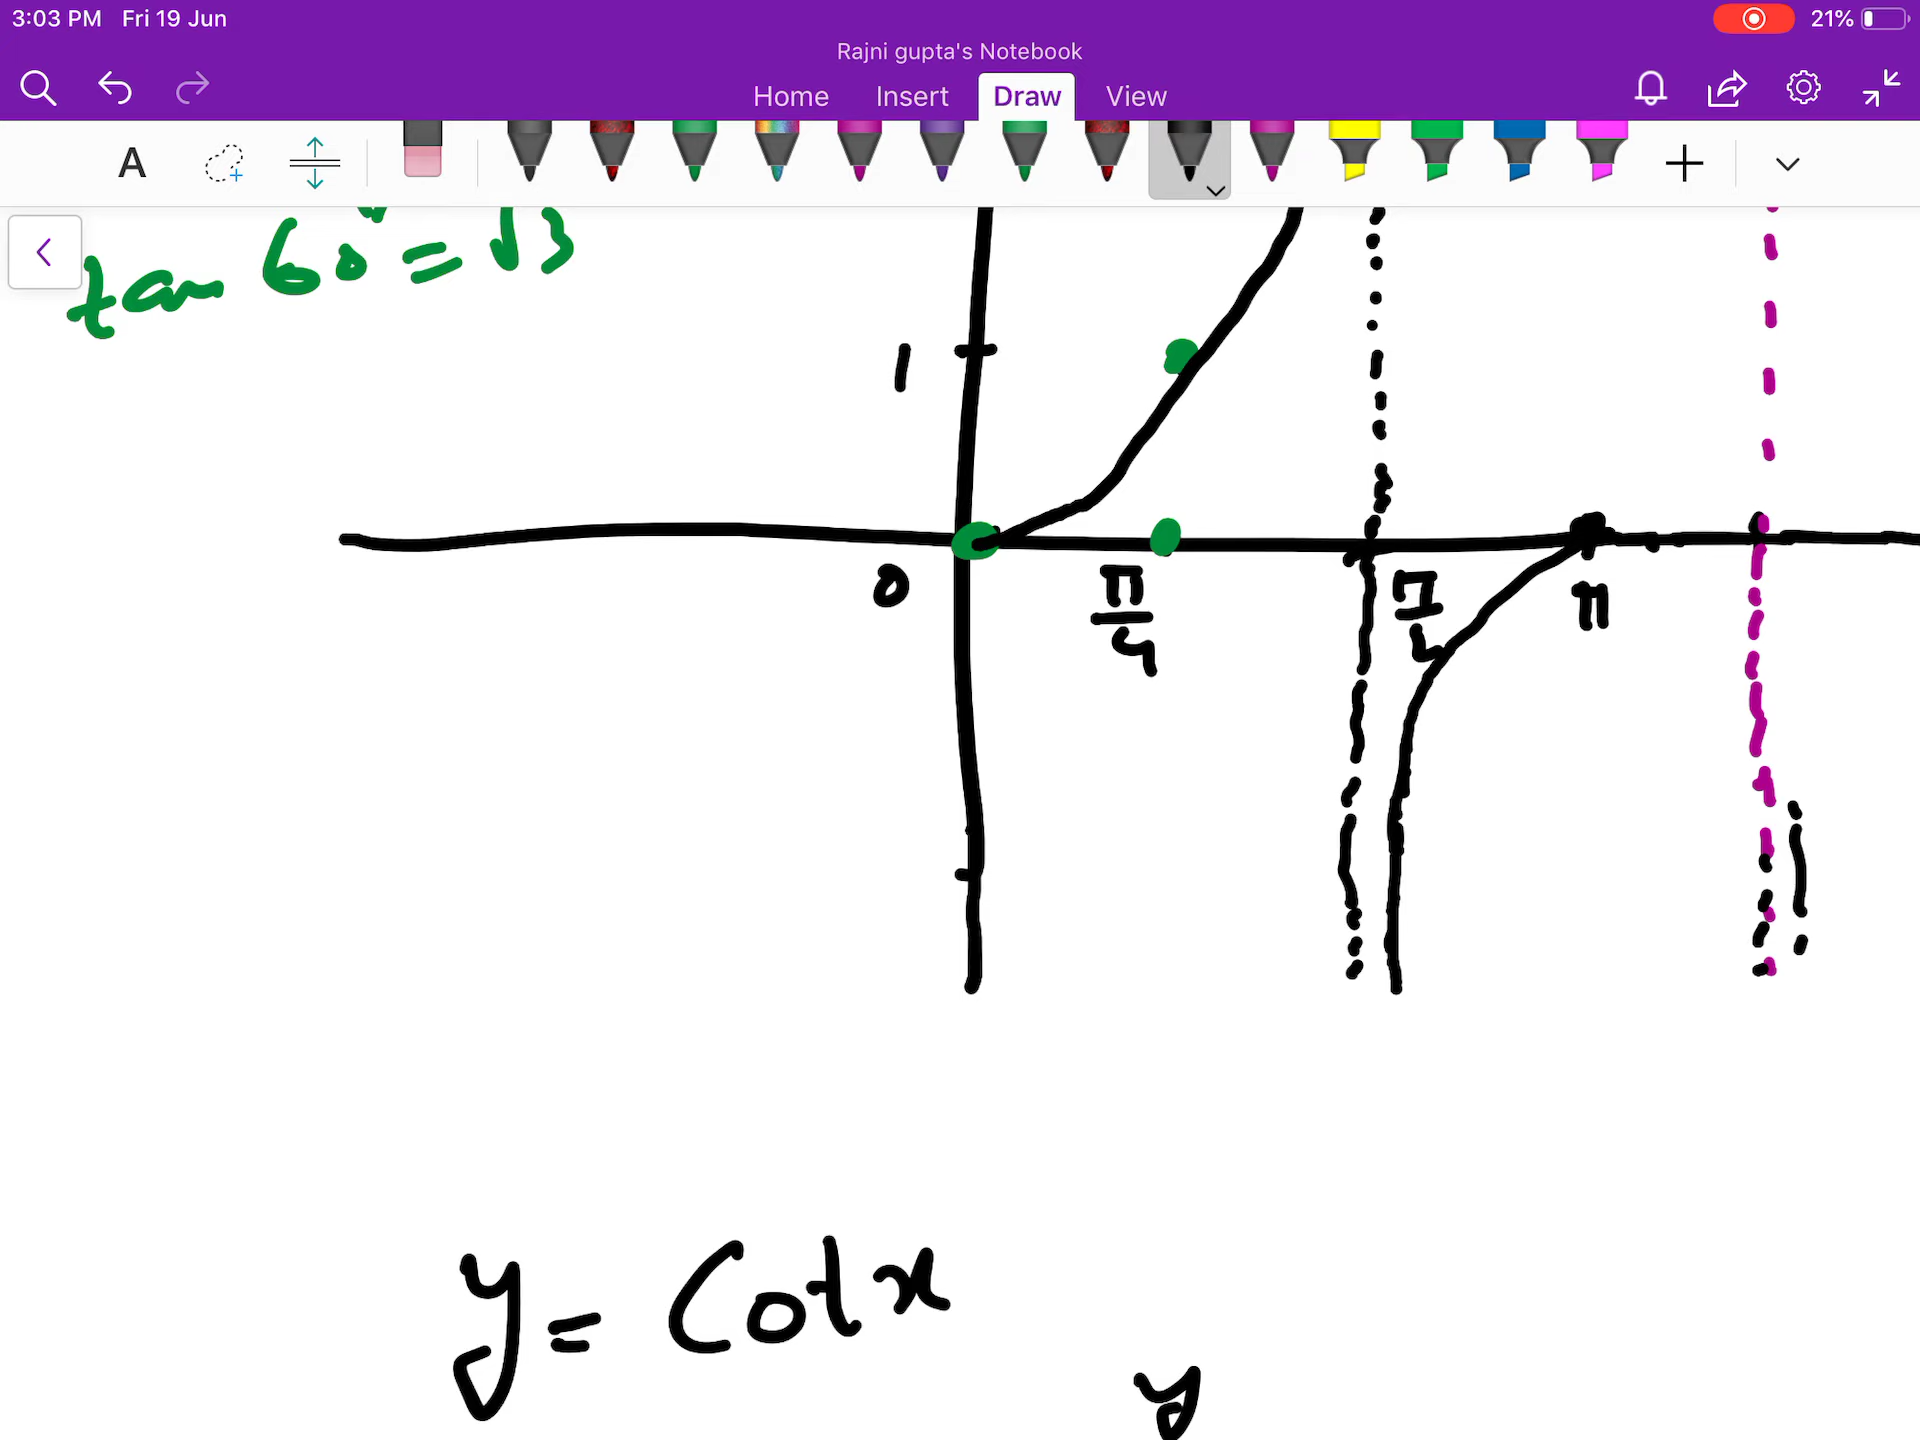 3:03 PM Fri 19 Jun 21%
Rajni gupta's Notebook
Home Insert Draw View
A
tan 60° = √3
1
0 π/4 π/2 π
y = Cot x
y